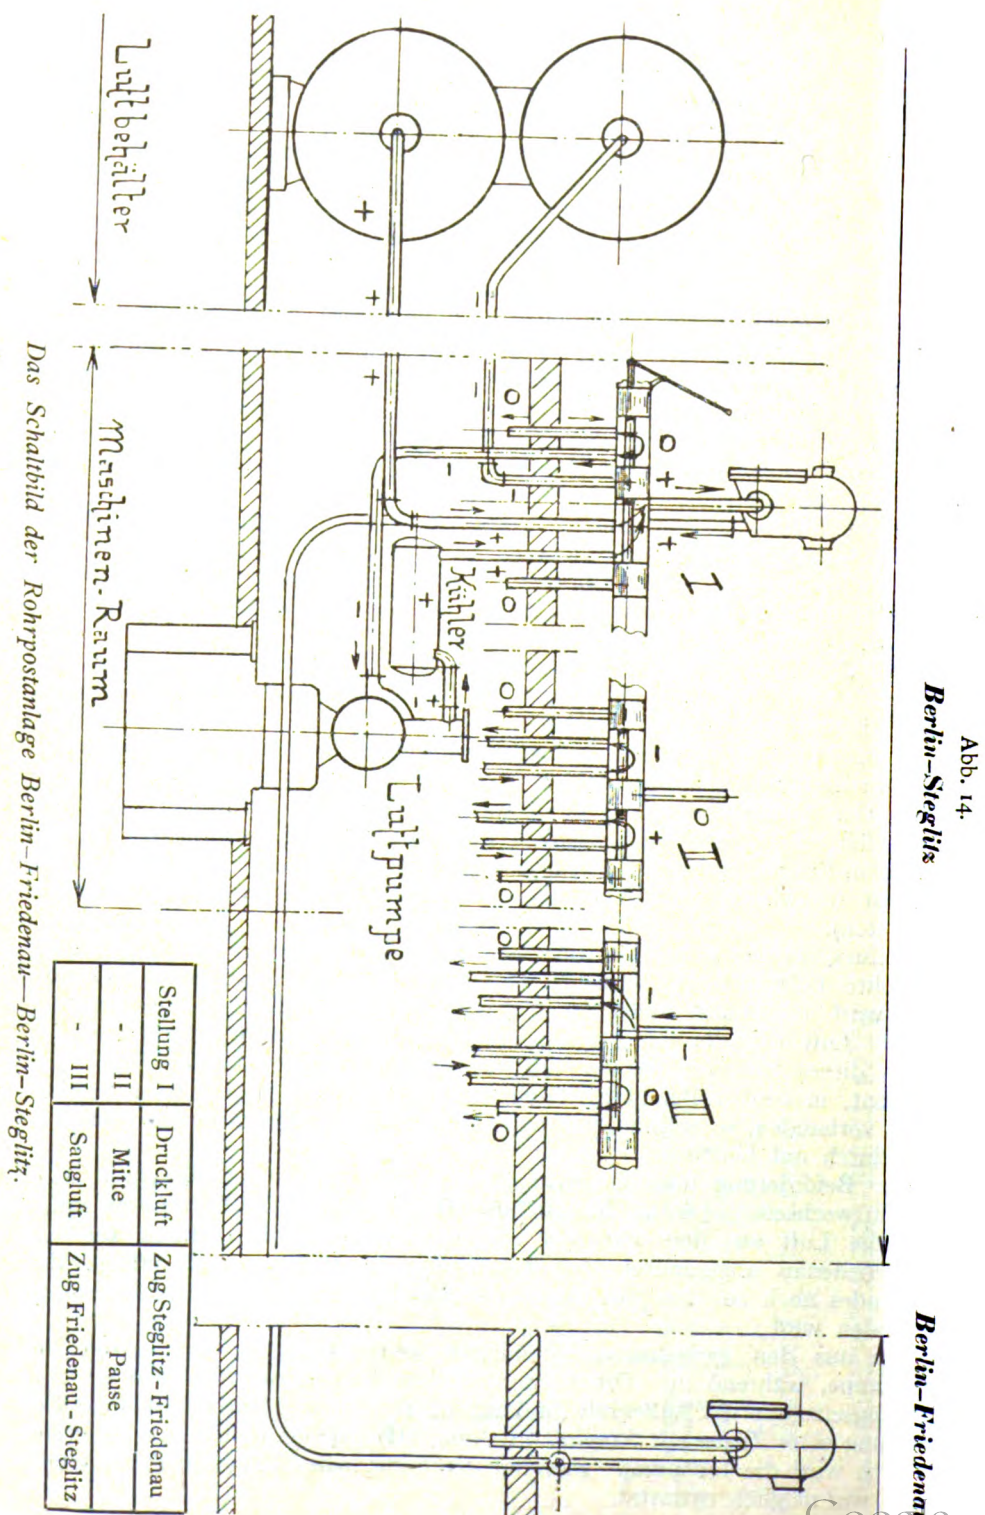 Abb. 14.
Berlin–Steglitz
Berlin–Friedenau
+
+
-
+
-
o
o
+
+
I
-
-
+
+
o
Kühler
+
-
-
+
o
-
o
+
II
o
o
-
-
o
III
o
Luftbehälter
Maschinen-Raum
Luftpumpe
Stellung I Druckluft Zug Steglitz - Friedenau
- II Mitte Pause
- III Saugluft Zug Friedenau - Steglitz
Das Schaltbild der Rohrpostanlage Berlin–Friedenau—Berlin–Steglitz.